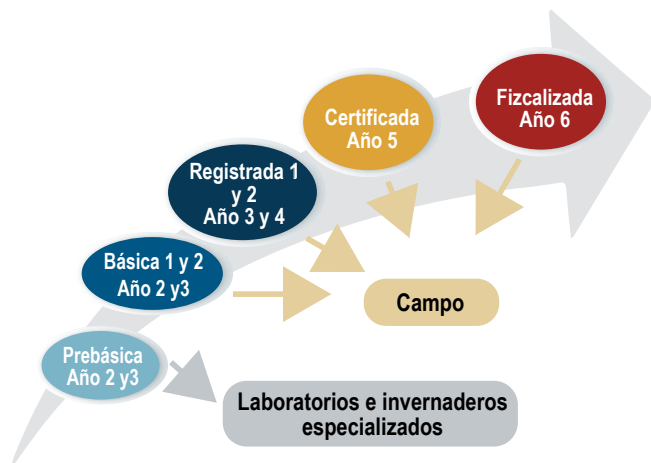 Fizcalizada
Año 6
Certificada
Año 5
Registrada 1
y 2
Año 3 y 4
Básica 1 y 2
Año 2 y3
Campo
Prebásica
Año 2 y3
Laboratorios e invernaderos
especializados